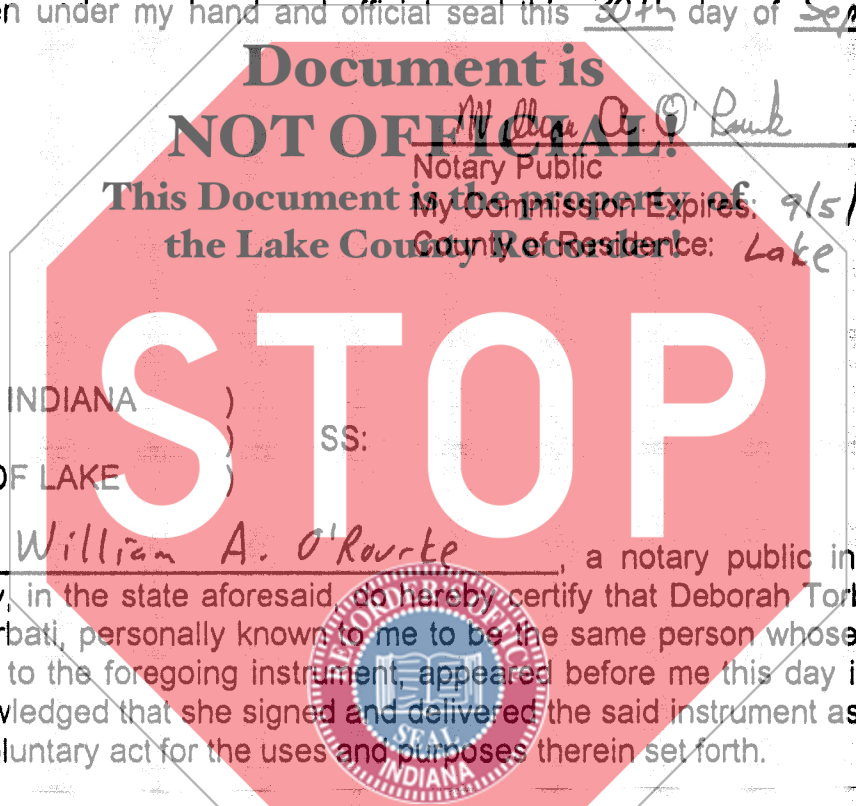 n under my hand and official seal this 30th day of Sep
Document is
NOT OFFICIAL!
William A. O'Rourk
Notary Public
This Document is the property of
My Commission Expires: 9/5/
the Lake County Recorder!
County of Residence: Lake
STOP
INDIANA )
) SS:
OF LAKE )
William A. O'Rourke, a notary public in
, in the state aforesaid, do hereby certify that Deborah Torb
rbati, personally known to me to be the same person whose
to the foregoing instrument, appeared before me this day i
wledged that she signed and delivered the said instrument as
luntary act for the uses and purposes therein set forth.
SEAL
INDIANA